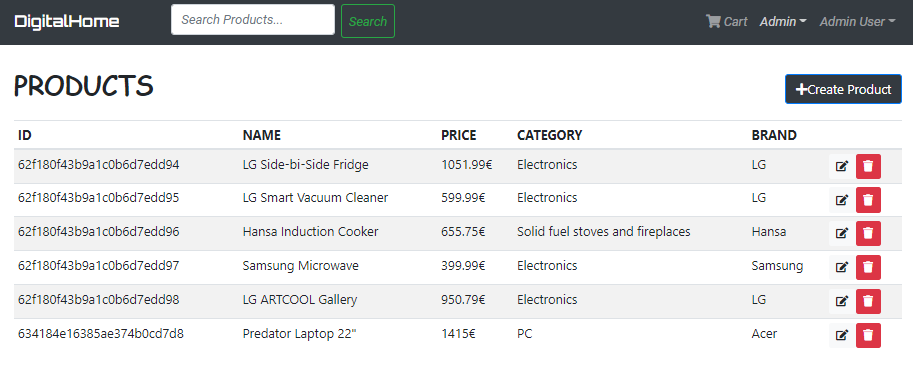 DigitalHome Search Products... Search Cart Admin Admin User
PRODUCTS Create Product
ID NAME PRICE CATEGORY BRAND
62f180f43b9a1c0b6d7edd94 LG Side-bi-Side Fridge 1051.99€ Electronics LG
62f180f43b9a1c0b6d7edd95 LG Smart Vacuum Cleaner 599.99€ Electronics LG
62f180f43b9a1c0b6d7edd96 Hansa Induction Cooker 655.75€ Solid fuel stoves and fireplaces Hansa
62f180f43b9a1c0b6d7edd97 Samsung Microwave 399.99€ Electronics Samsung
62f180f43b9a1c0b6d7edd98 LG ARTCOOL Gallery 950.79€ Electronics LG
634184e16385ae374b0cd7d8 Predator Laptop 22" 1415€ PC Acer